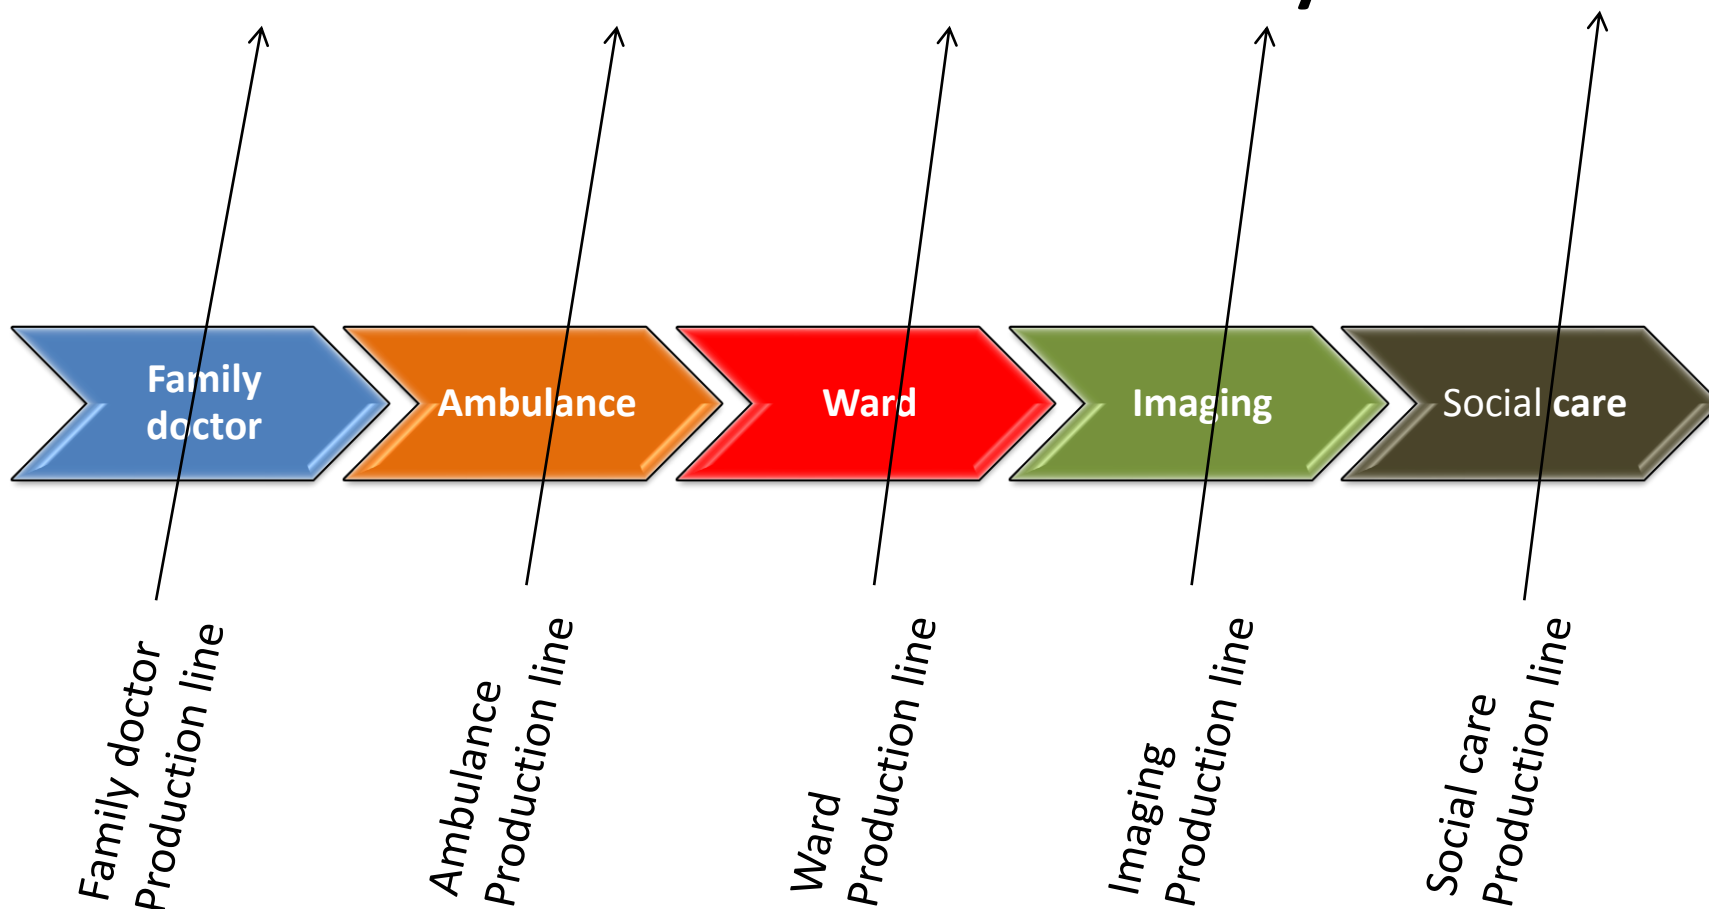 Family
doctor
Ambulance
Ward
Imaging
Social care
Family doctor
Production line
Ambulance
Production line
Ward
Production line
Imaging
Production line
Social care
Production line